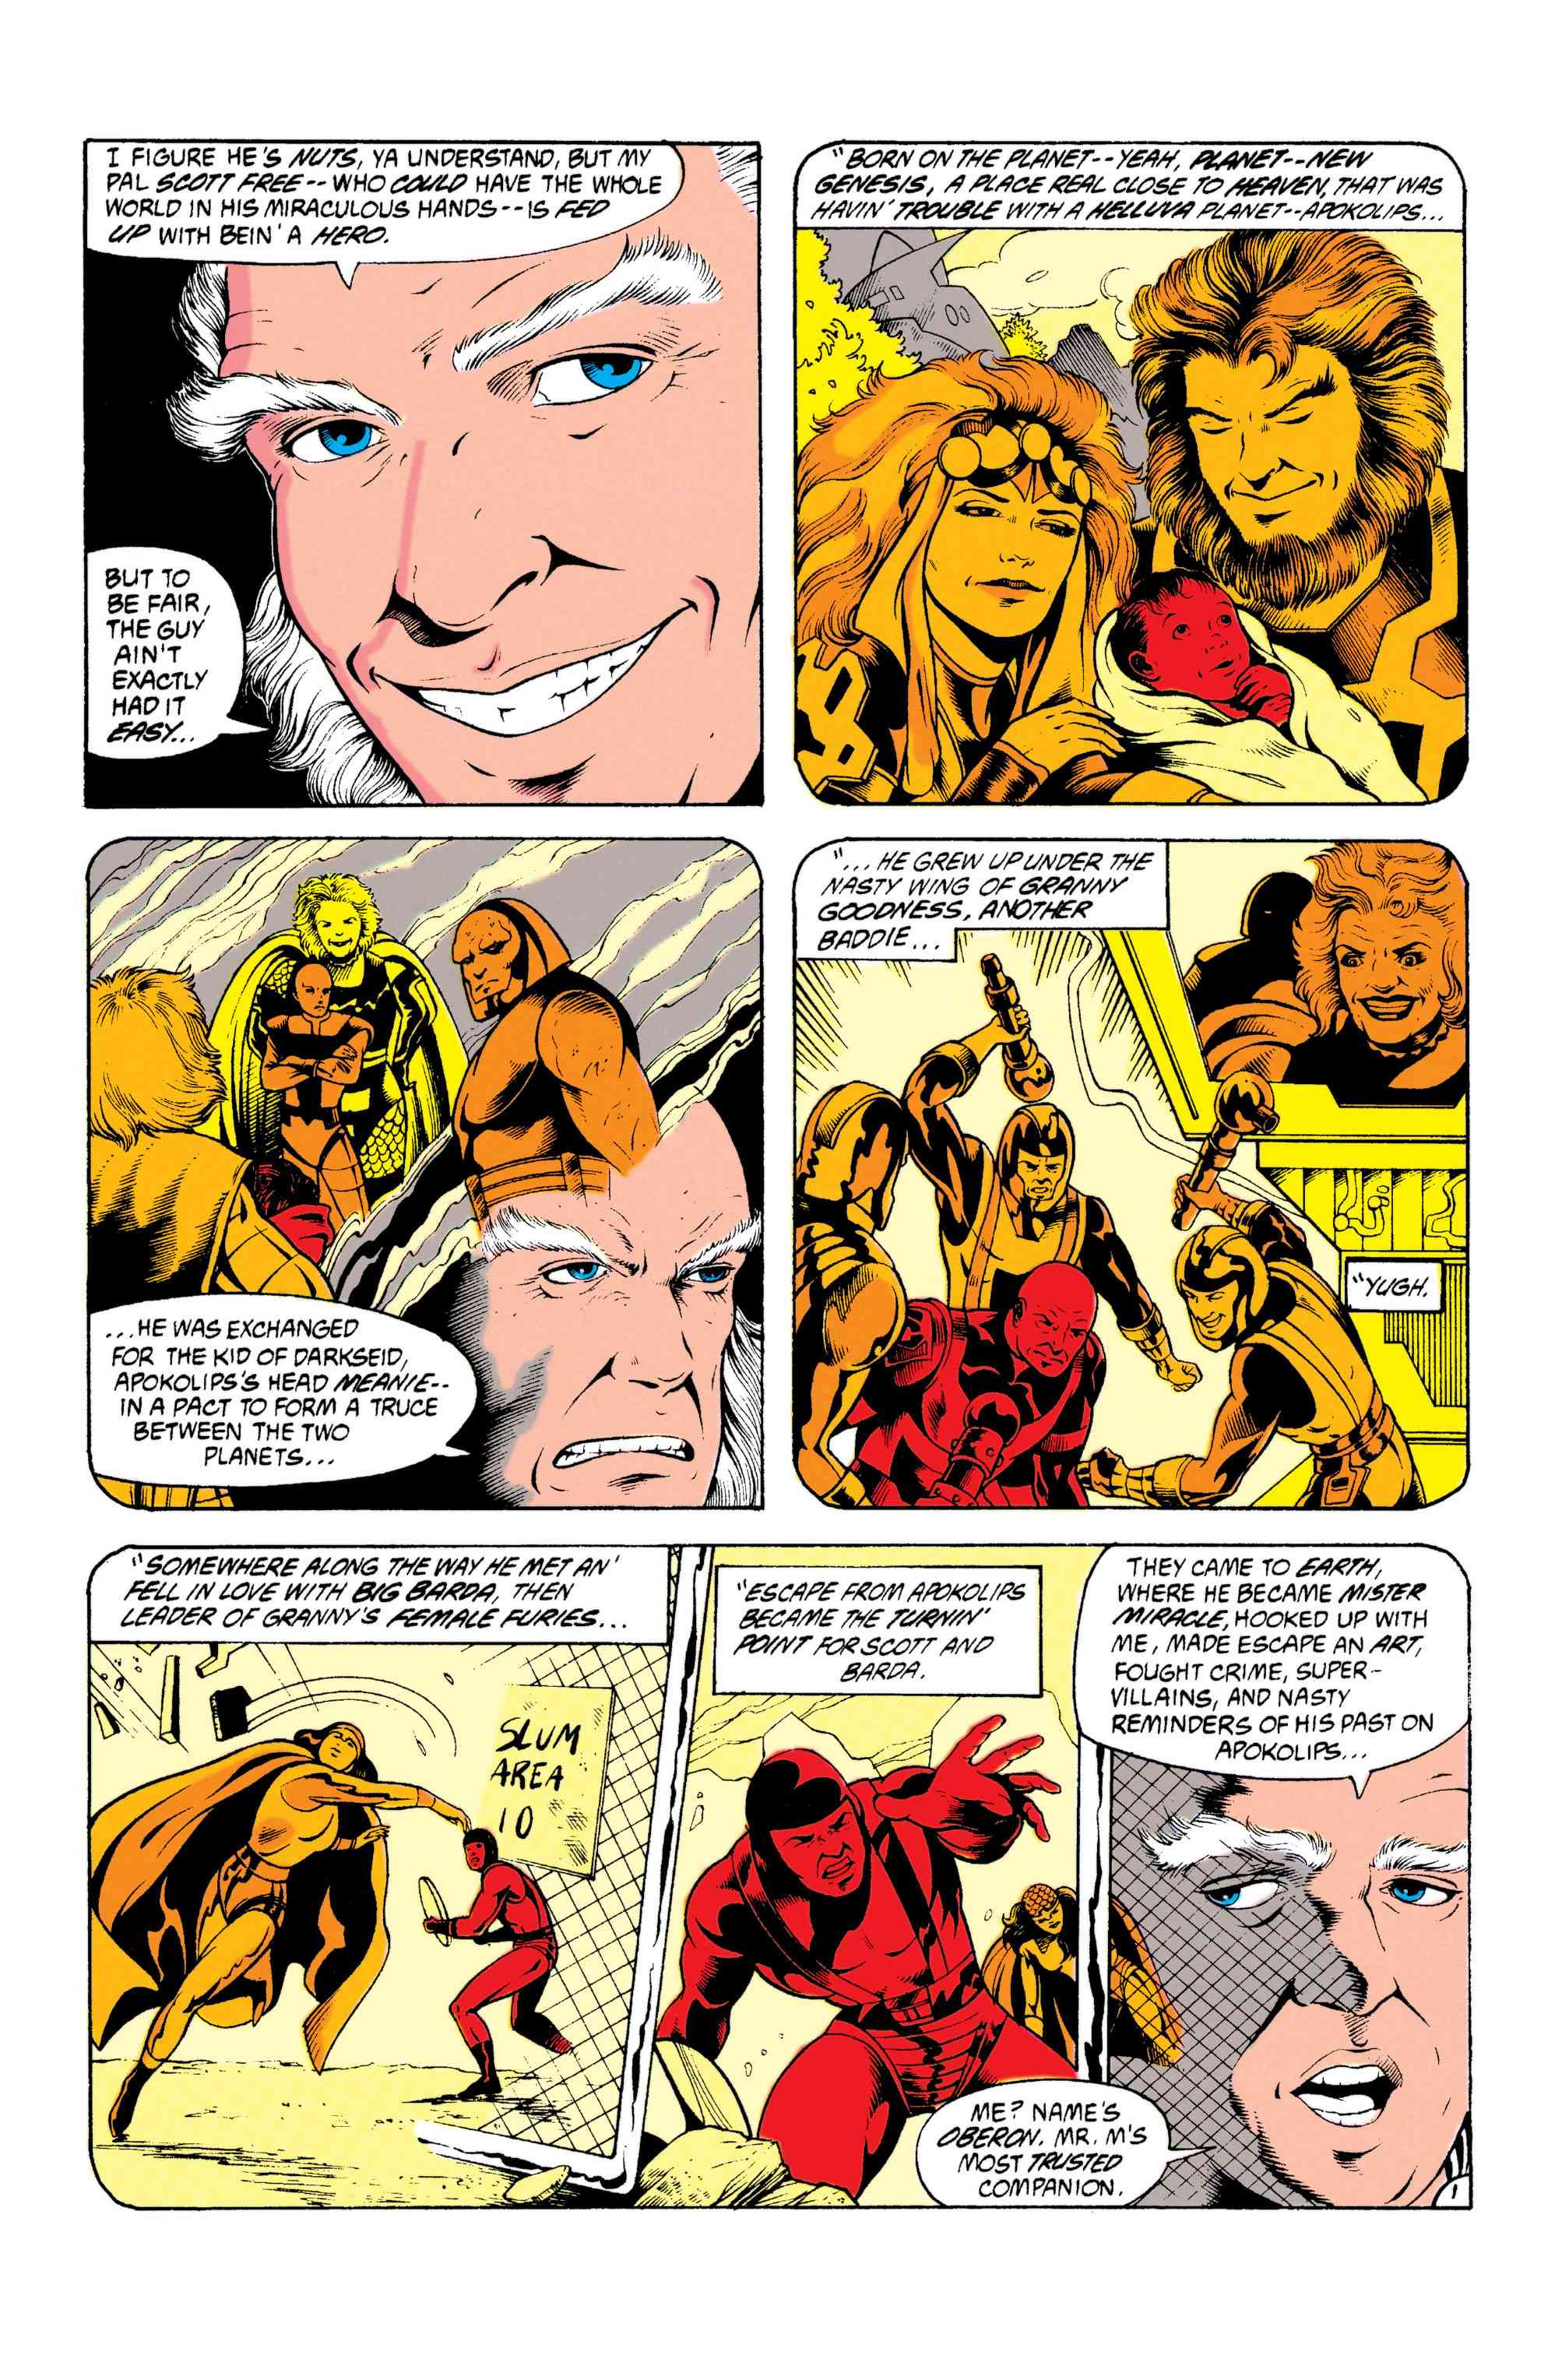 I FIGURE HE'S NUTS, YA UNDERSTAND, BUT MY
PAL SCOTT FREE--WHO COULD HAVE THE WHOLE
WORLD IN HIS MIRACULOUS HANDS--IS FED
UP WITH BEIN' A HERO.
BUT TO
BE FAIR,
THE GUY
AIN'T
EXACTLY
HAD IT
EASY...
"BORN ON THE PLANET--YEAH, PLANET--NEW
GENESIS, A PLACE REAL CLOSE TO HEAVEN, THAT WAS
HAVIN' TROUBLE WITH A HELLUVA PLANET--APOKOLIPS...
...HE WAS EXCHANGED
FOR THE KID OF DARKSEID,
APOKOLIPS'S HEAD MEANIE--
IN A PACT TO FORM A TRUCE
BETWEEN THE TWO
PLANETS...
"...HE GREW UP UNDER THE
NASTY WING OF GRANNY
GOODNESS, ANOTHER
BADDIE...
"YUGH.
"SOMEWHERE ALONG THE WAY HE MET AN'
FELL IN LOVE WITH BIG BARDA, THEN
LEADER OF GRANNY'S FEMALE FURIES...
SLUM
AREA
10
"ESCAPE FROM APOKOLIPS
BECAME THE TURNIN'
POINT FOR SCOTT AND
BARDA.
THEY CAME TO EARTH,
WHERE HE BECAME MISTER
MIRACLE, HOOKED UP WITH
ME, MADE ESCAPE AN ART,
FOUGHT CRIME, SUPER-
VILLAINS, AND NASTY
REMINDERS OF HIS PAST ON
APOKOLIPS...
ME? NAME'S
OBERON. MR. M'S
MOST TRUSTED
COMPANION.
1